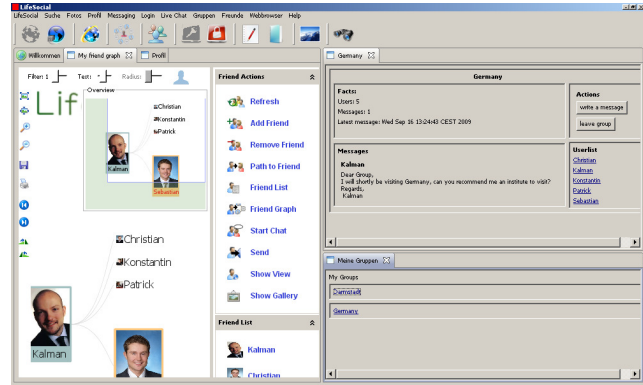 LifeSocial
LifeSocial Suche Fotos Profil Messaging Login Live Chat Gruppen Freunde Webbrowser Help
Willkommen My friend graph Profil
Filter: 1 Text: Radius:
Lif
Overview
Christian
Konstantin
Patrick
Kalman
Sebastian
Christian
Konstantin
Patrick
Kalman
Friend Actions
Refresh
Add Friend
Remove Friend
Path to Friend
Friend List
Friend Graph
Start Chat
Send
Show View
Show Gallery
Friend List
Kalman
Christian
Germany
Germany
Facts:
Users: 5
Messages: 1
Latest message: Wed Sep 16 13:24:43 CEST 2009
Actions
write a message
leave group
Messages
Kalman
Dear Group,
I will shortly be visiting Germany, can you recommend me an institute to visit?
Regards,
Kalman
Userlist
Christian
Kalman
Konstantin
Patrick
Sebastian
Meine Gruppen
My Groups
Darmstadt
Germany